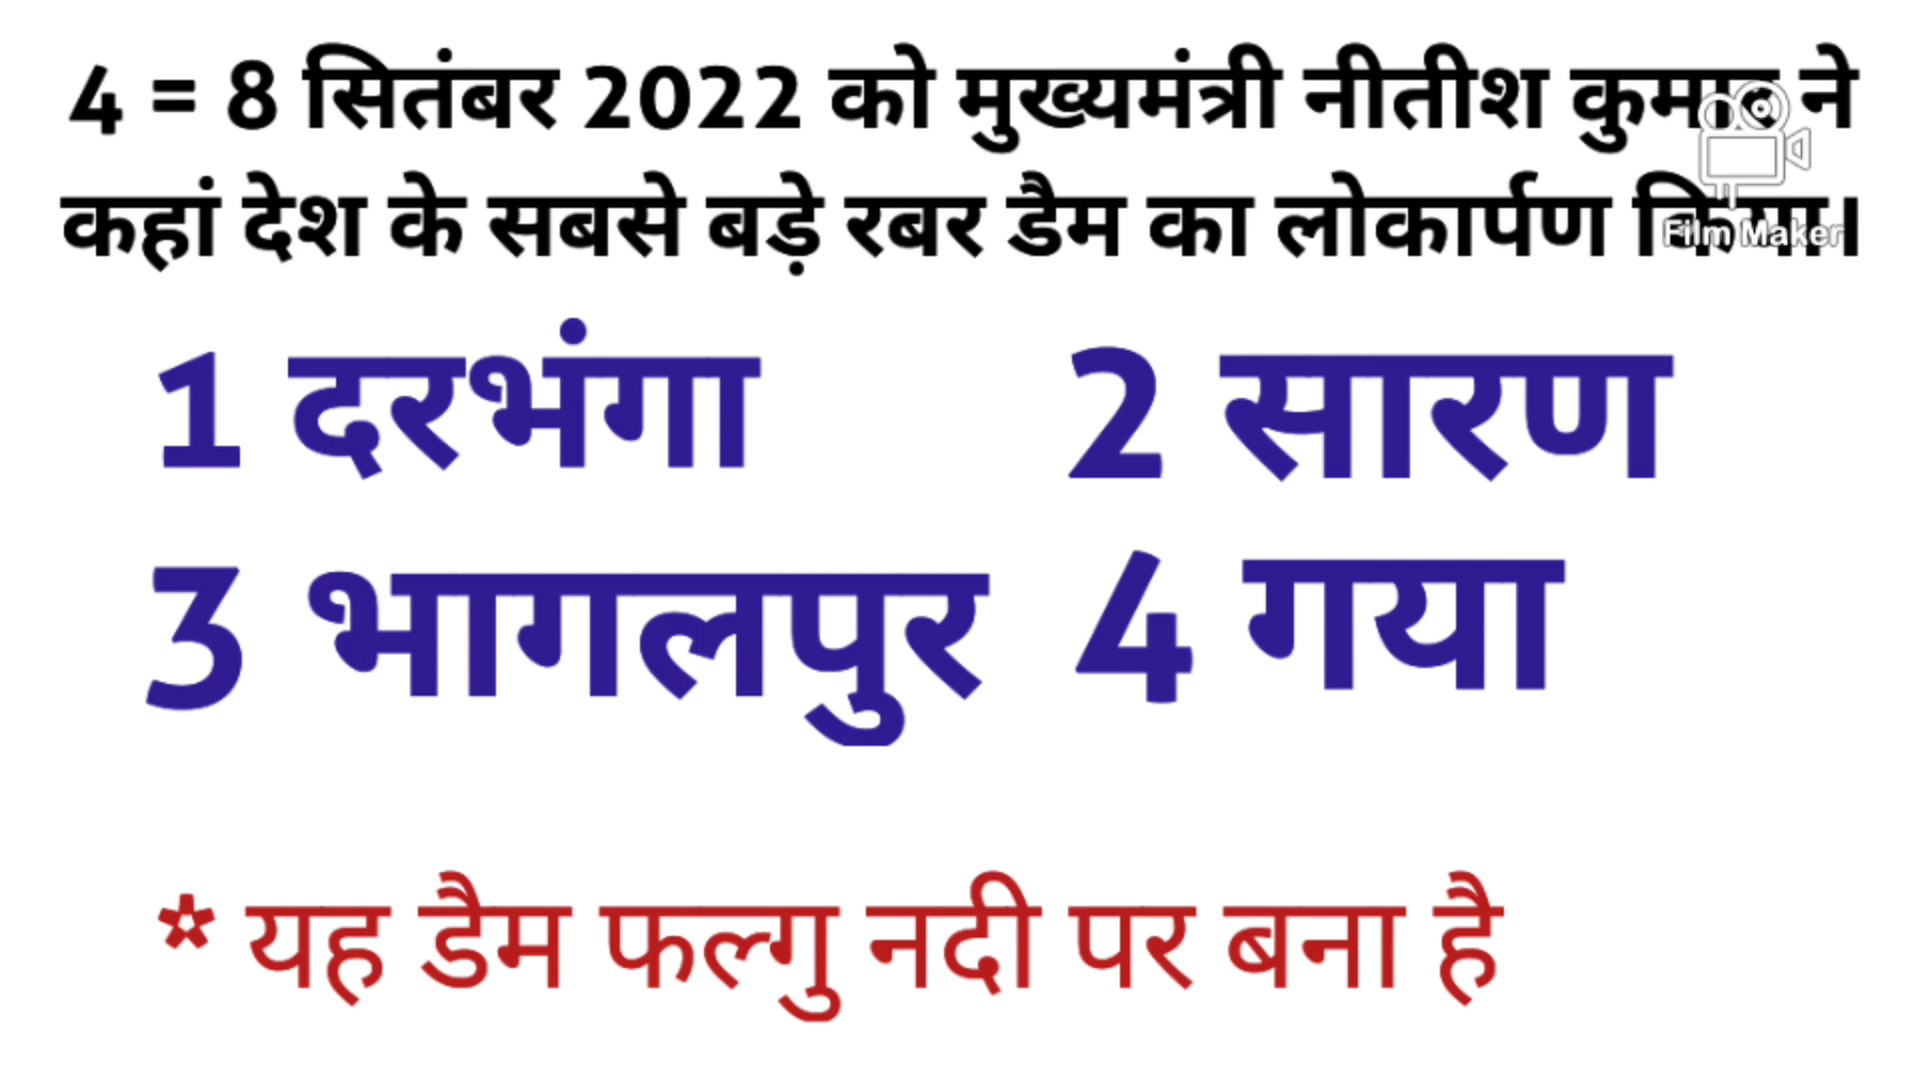 4 = 8 सितंबर 2022 को मुख्यमंत्री नीतीश कुमार ने
कहां देश के सबसे बड़े रबर डैम का लोकार्पण किया।
Film Maker
1 दरभंगा 2 सारण
3 भागलपुर 4 गया
* यह डैम फल्गु नदी पर बना है